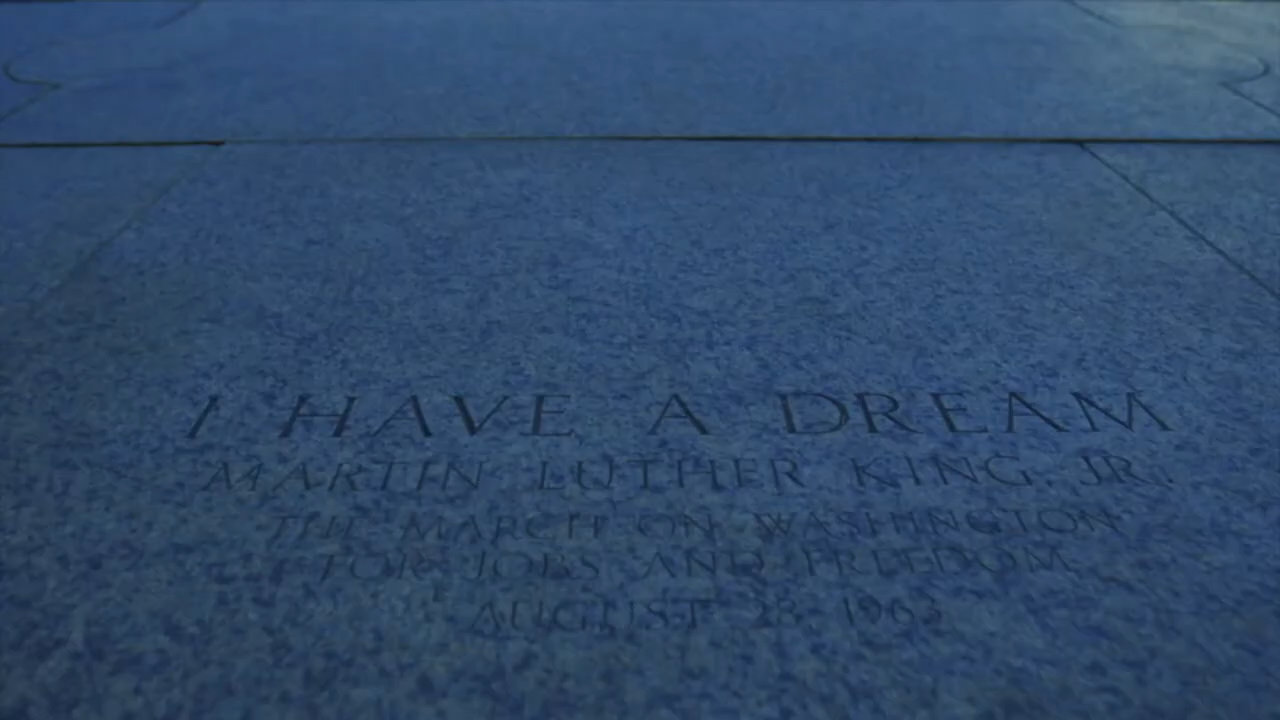 I HAVE A DREAM
MARTIN LUTHER KING, JR.
THE MARCH ON WASHINGTON
FOR JOBS AND FREEDOM
AUGUST 28, 1963